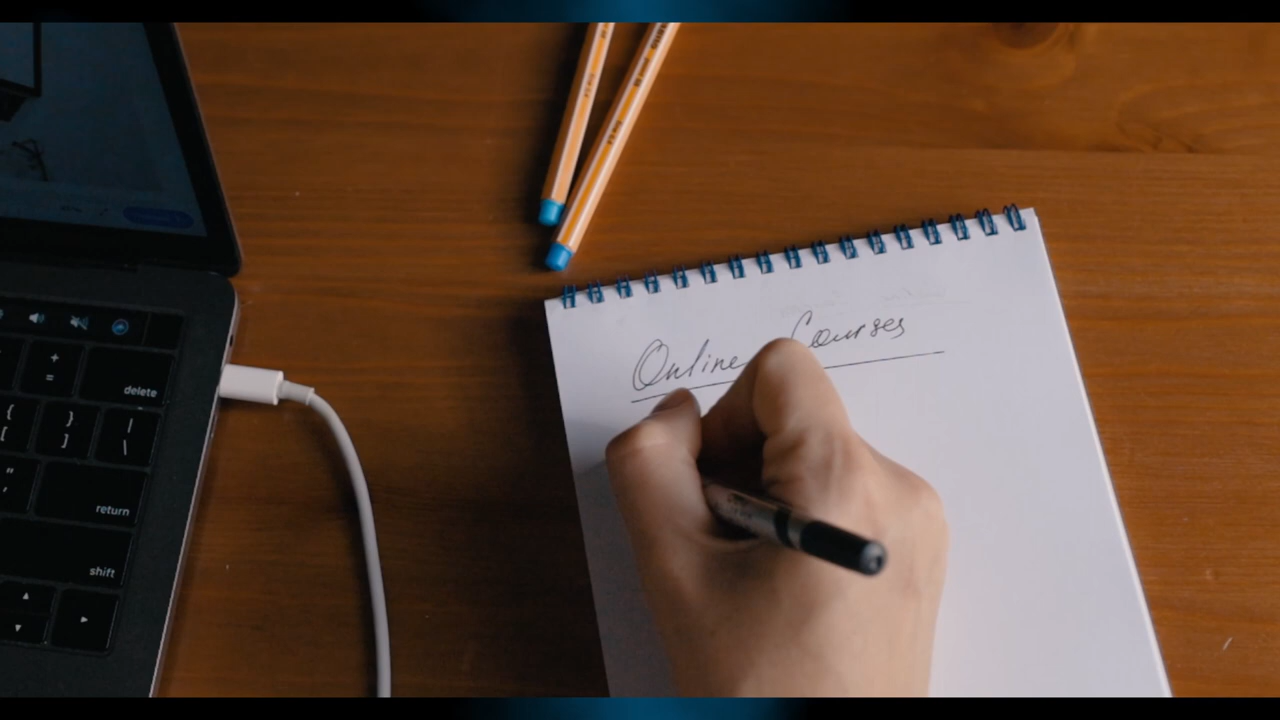 Online Courses
+
=
delete
{
[
}
]
|
\
"
'
return
shift